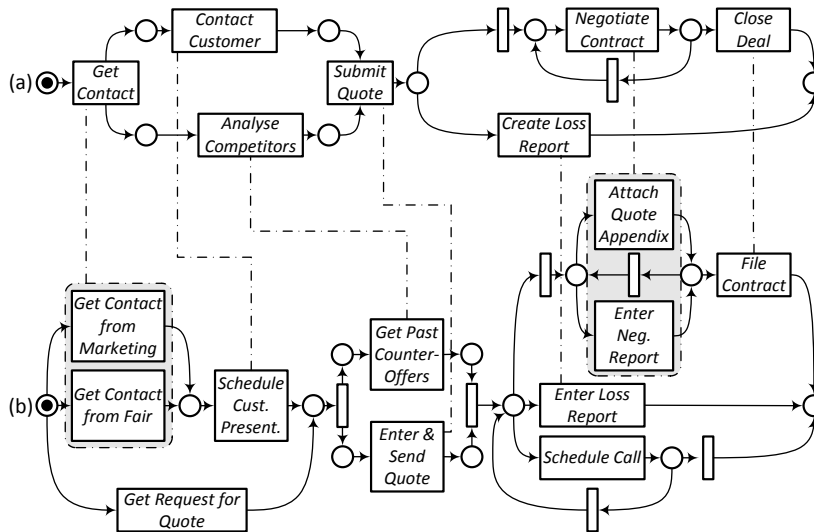 Contact
Customer
Negotiate
Contract
Close
Deal
(a)
Get
Contact
Submit
Quote
Analyse
Competitors
Create Loss
Report
Attach
Quote
Appendix
File
Contract
Enter
Neg.
Report
Get Contact
from
Marketing
Get Past
Counter-
Offers
(b)
Get Contact
from Fair
Schedule
Cust.
Present.
Enter Loss
Report
Enter &
Send
Quote
Schedule Call
Get Request for
Quote